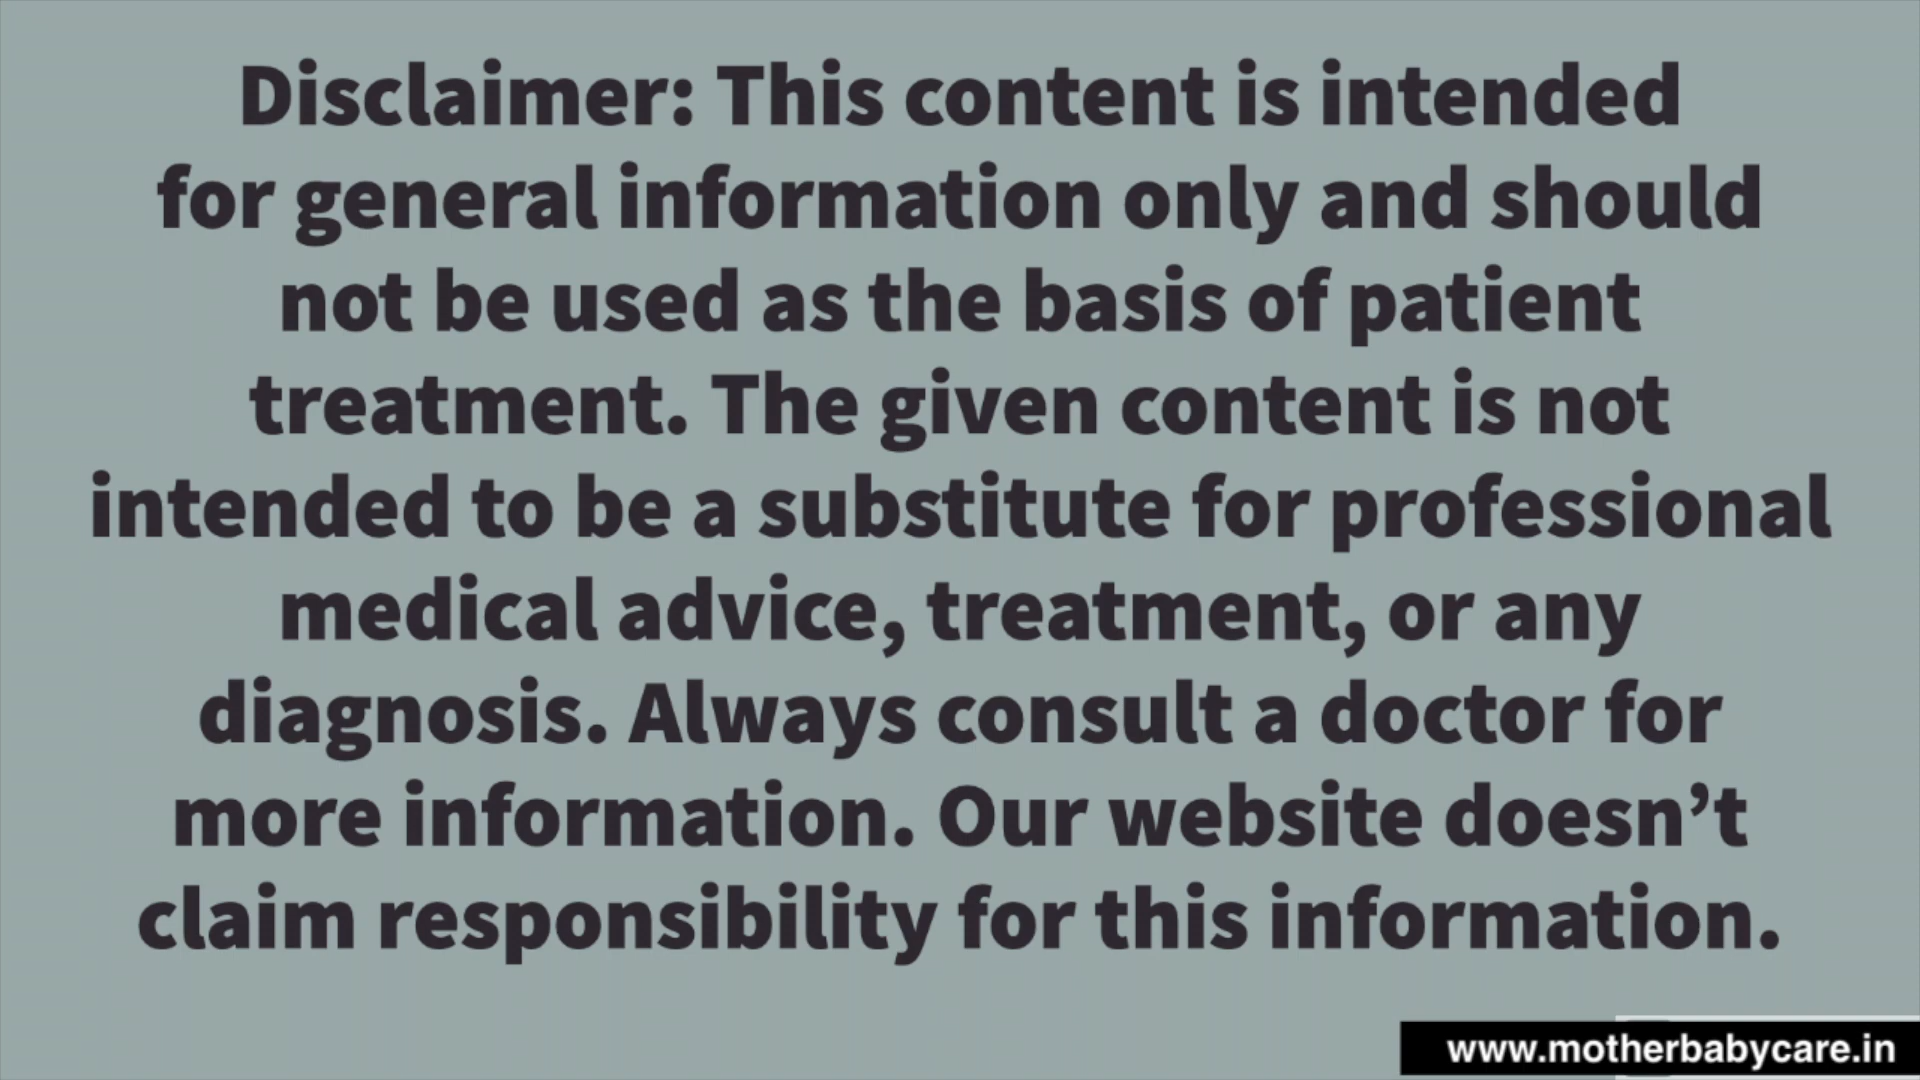 Disclaimer: This content is intended
for general information only and should
not be used as the basis of patient
treatment. The given content is not
intended to be a substitute for professional
medical advice, treatment, or any
diagnosis. Always consult a doctor for
more information. Our website doesn’t
claim responsibility for this information.
www.motherbabycare.in